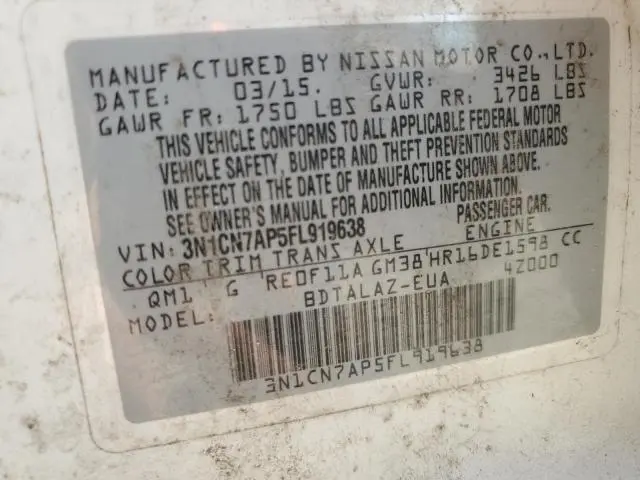 MANUFACTURED BY NISSAN MOTOR CO.,LTD.
DATE: 03/15. GVWR: 3426 LBS
GAWR FR: 1750 LBS GAWR RR: 1708 LBS
THIS VEHICLE CONFORMS TO ALL APPLICABLE FEDERAL MOTOR
VEHICLE SAFETY, BUMPER AND THEFT PREVENTION STANDARDS
IN EFFECT ON THE DATE OF MANUFACTURE SHOWN ABOVE.
SEE OWNER'S MANUAL FOR ADDITIONAL INFORMATION.
VIN: 3N1CN7AP5FL919638 PASSENGER CAR.
COLOR TRIM TRANS AXLE ENGINE
QM1 G RE0F11A GM38 HR16DE1598 CC
MODEL: BDTALAZ-EUA 4Z000
3N1CN7AP5FL919638